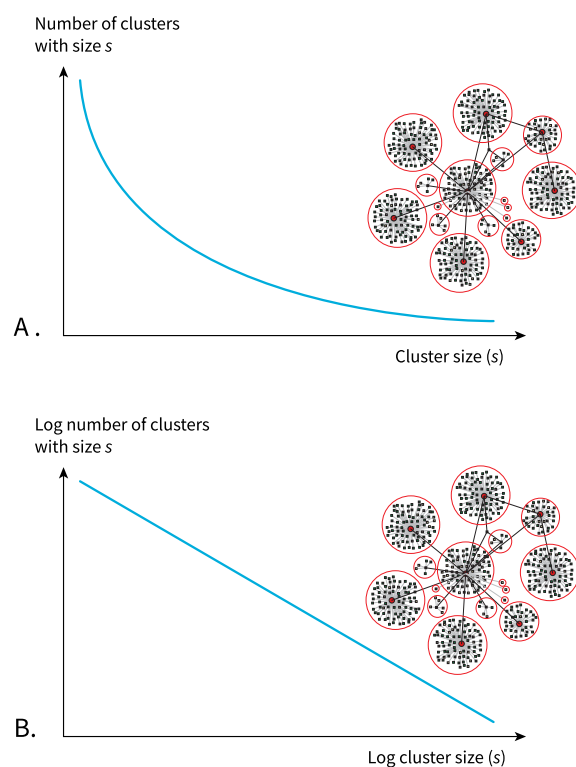 Number of clusters
with size s
A .
Cluster size (s)
Log number of clusters
with size s
B.
Log cluster size (s)